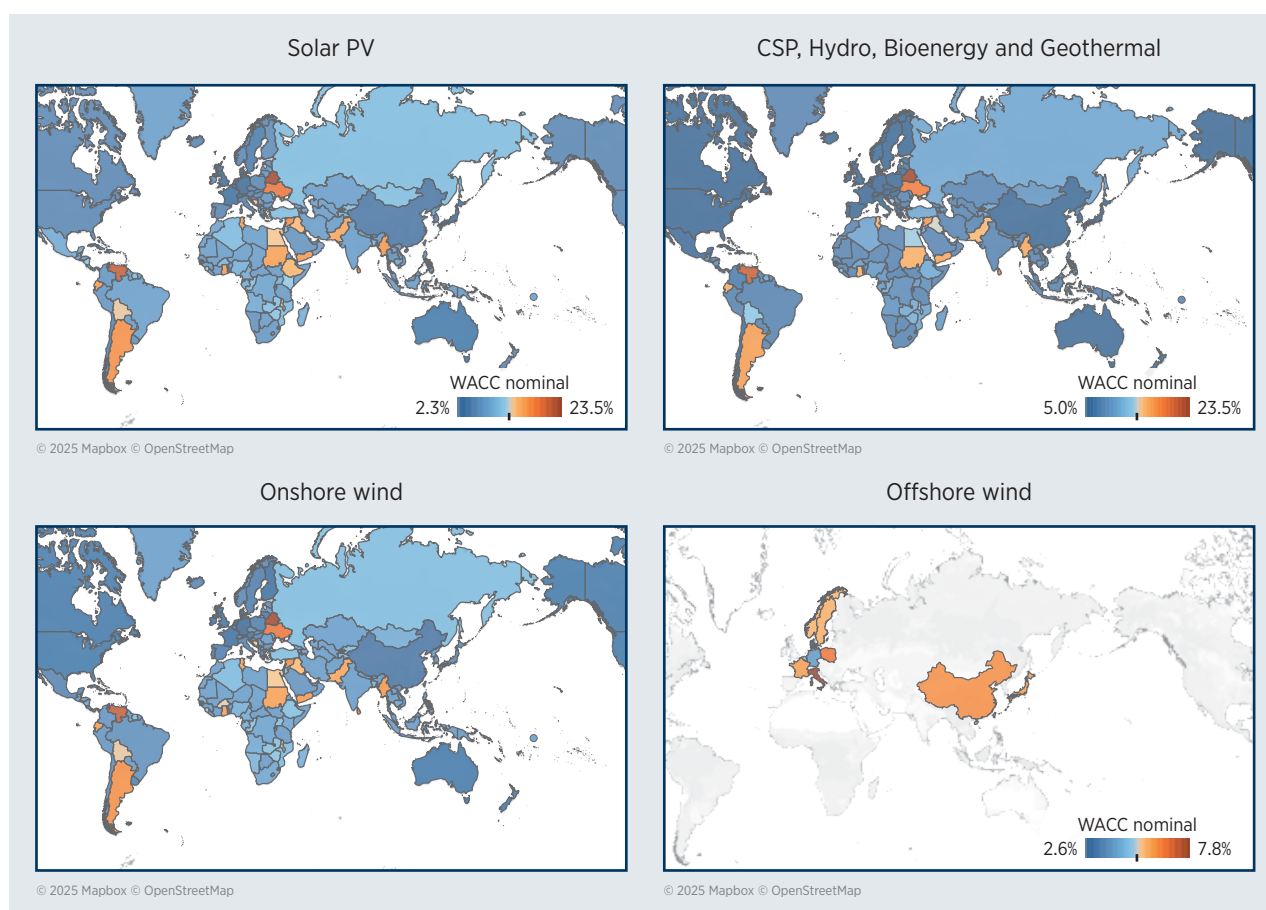 Solar PV
CSP, Hydro, Bioenergy and Geothermal
WACC nominal
2.3% 23.5%
WACC nominal
5.0% 23.5%
© 2025 Mapbox © OpenStreetMap
© 2025 Mapbox © OpenStreetMap
Onshore wind
Offshore wind
WACC nominal
2.6% 7.8%
© 2025 Mapbox © OpenStreetMap
© 2025 Mapbox © OpenStreetMap